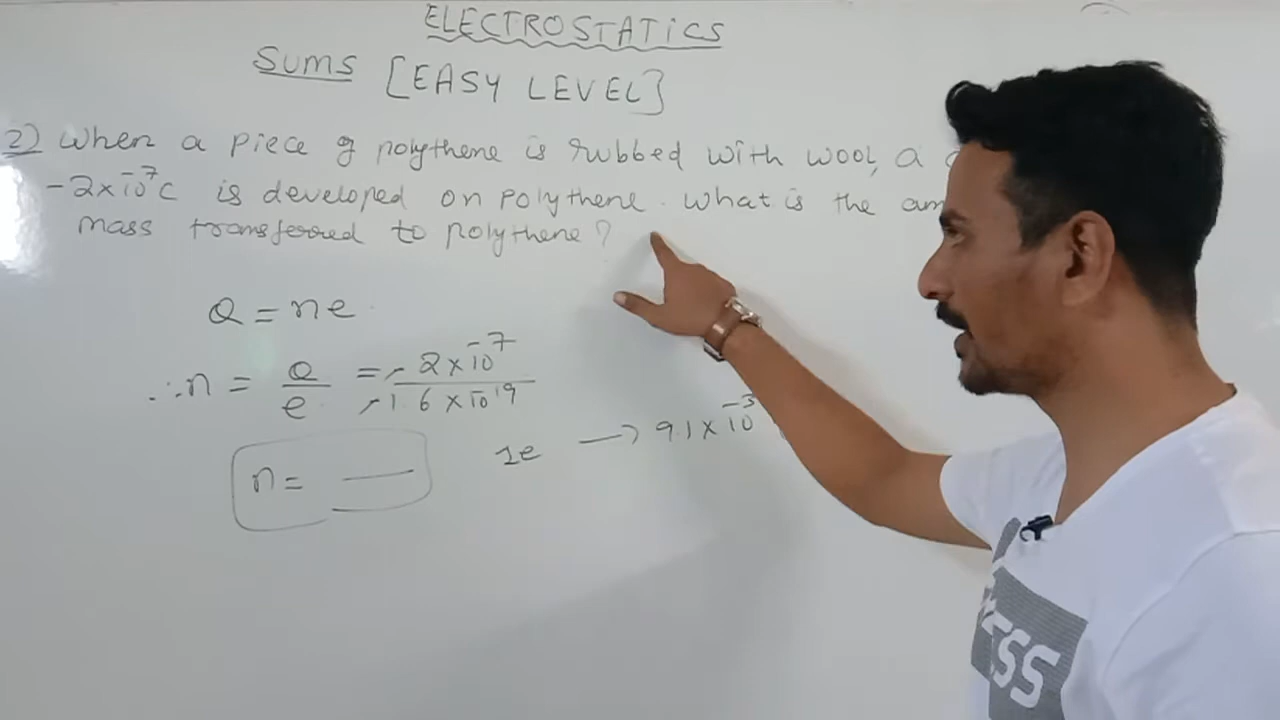 ELECTROSTATICS
SUMS [EASY LEVEL]
2) When a piece of polythene is rubbed with wool, a
-2×10⁻⁷C is developed on polythene. What is the
mass transferred to polythene?
Q = ne
∴ n = Q/e = -2×10⁻⁷/-1.6×10⁻¹⁹
1e → 9.1×10⁻³
n = —
ESS